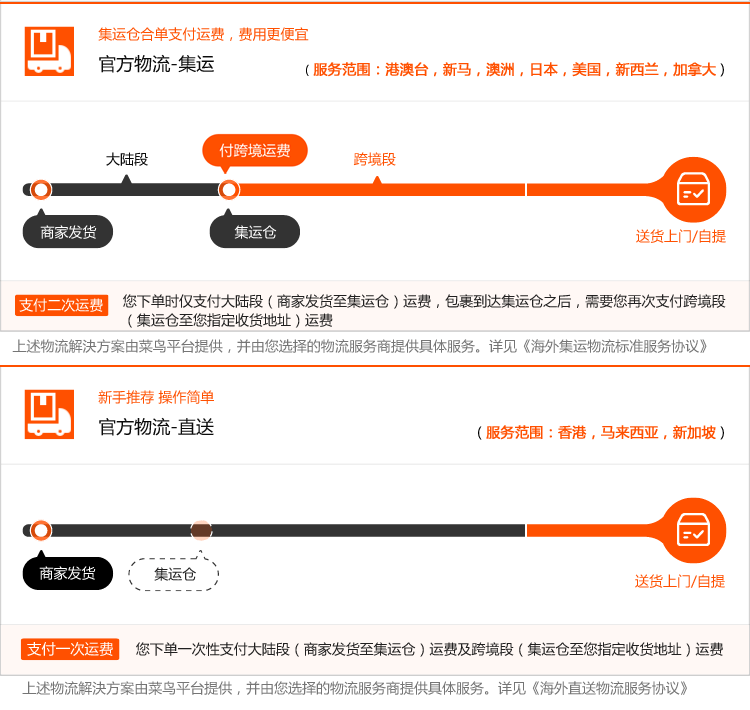 集运仓合单支付运费，费用更便宜
官方物流-集运
（服务范围：港澳台，新马，澳洲，日本，美国，新西兰，加拿大）
付跨境运费
大陆段
跨境段
商家发货
集运仓
送货上门/自提
支付二次运费
您下单时仅支付大陆段（商家发货至集运仓）运费，包裹到达集运仓之后，需要您再次支付跨境段
（集运仓至您指定收货地址）运费
上述物流解決方案由菜鸟平台提供，并由您选择的物流服务商提供具体服务。详见《海外集运物流标准服务协议》
新手推荐 操作简单
官方物流-直送
（服务范围：香港，马来西亚，新加坡）
商家发货
集运仓
送货上门/自提
支付一次运费
您下单一次性支付大陆段（商家发货至集运仓）运费及跨境段（集运仓至您指定收货地址）运费
上述物流解決方案由菜鸟平台提供，并由您选择的物流服务商提供具体服务。详见《海外直送物流服务协议》